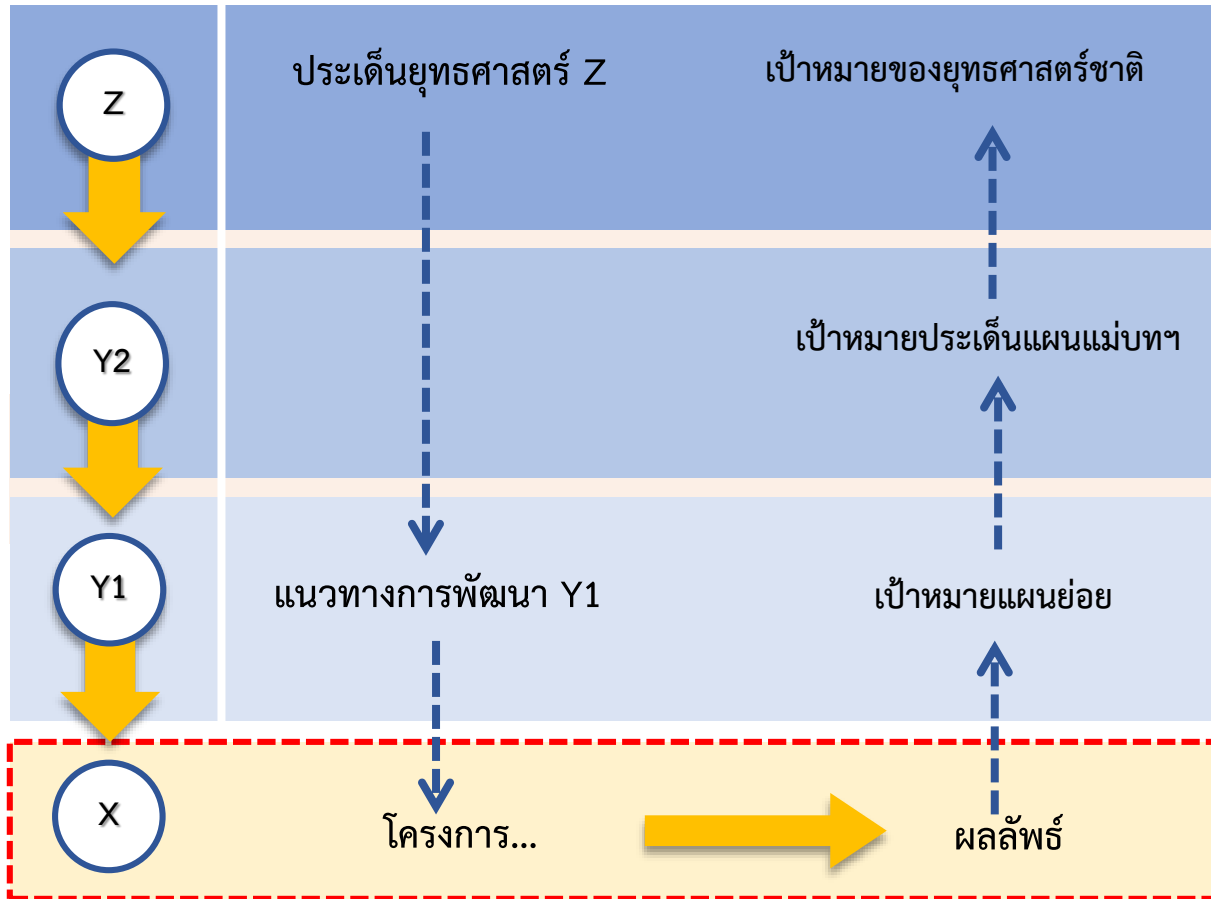 Z
ประเด็นยุทธศาสตร์ Z
เป้าหมายของยุทธศาสตร์ชาติ
Y2
เป้าหมายประเด็นแผนแม่บทฯ
Y1
แนวทางการพัฒนา Y1
เป้าหมายแผนย่อย
X
โครงการ...
ผลลัพธ์